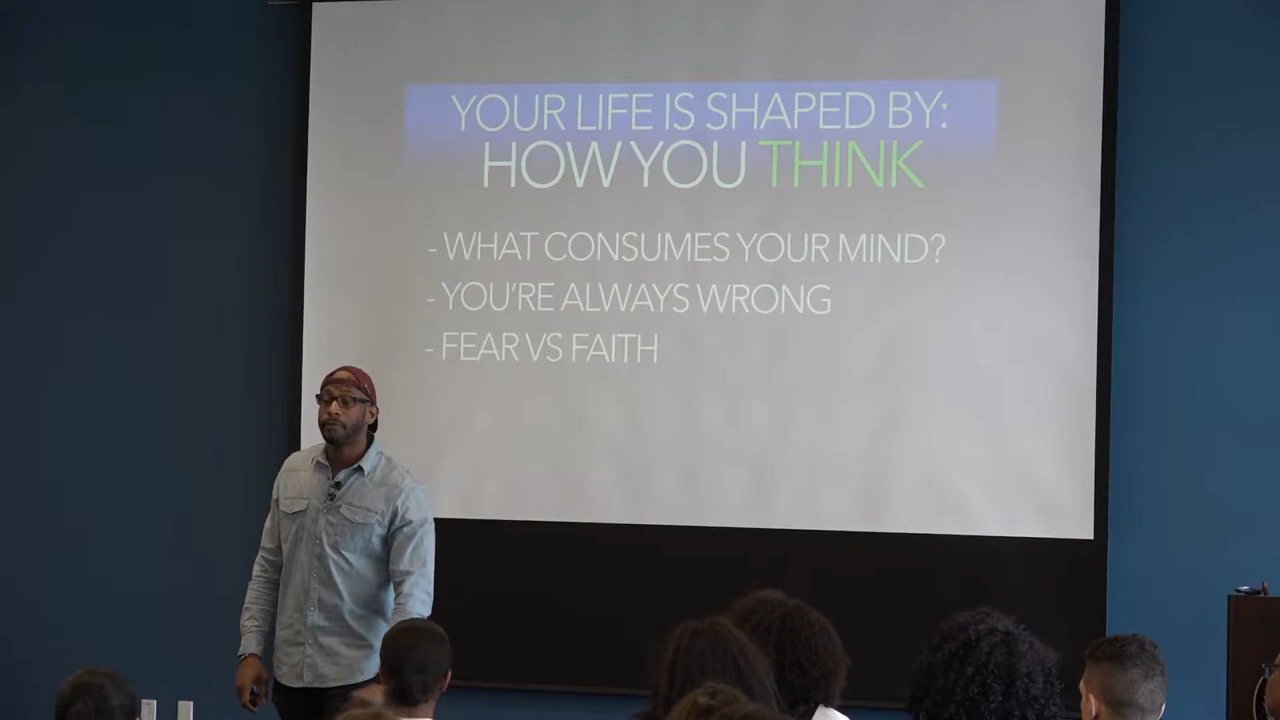 YOUR LIFE IS SHAPED BY:
HOW YOU THINK
- WHAT CONSUMES YOUR MIND?
- YOU'RE ALWAYS WRONG
- FEAR VS FAITH